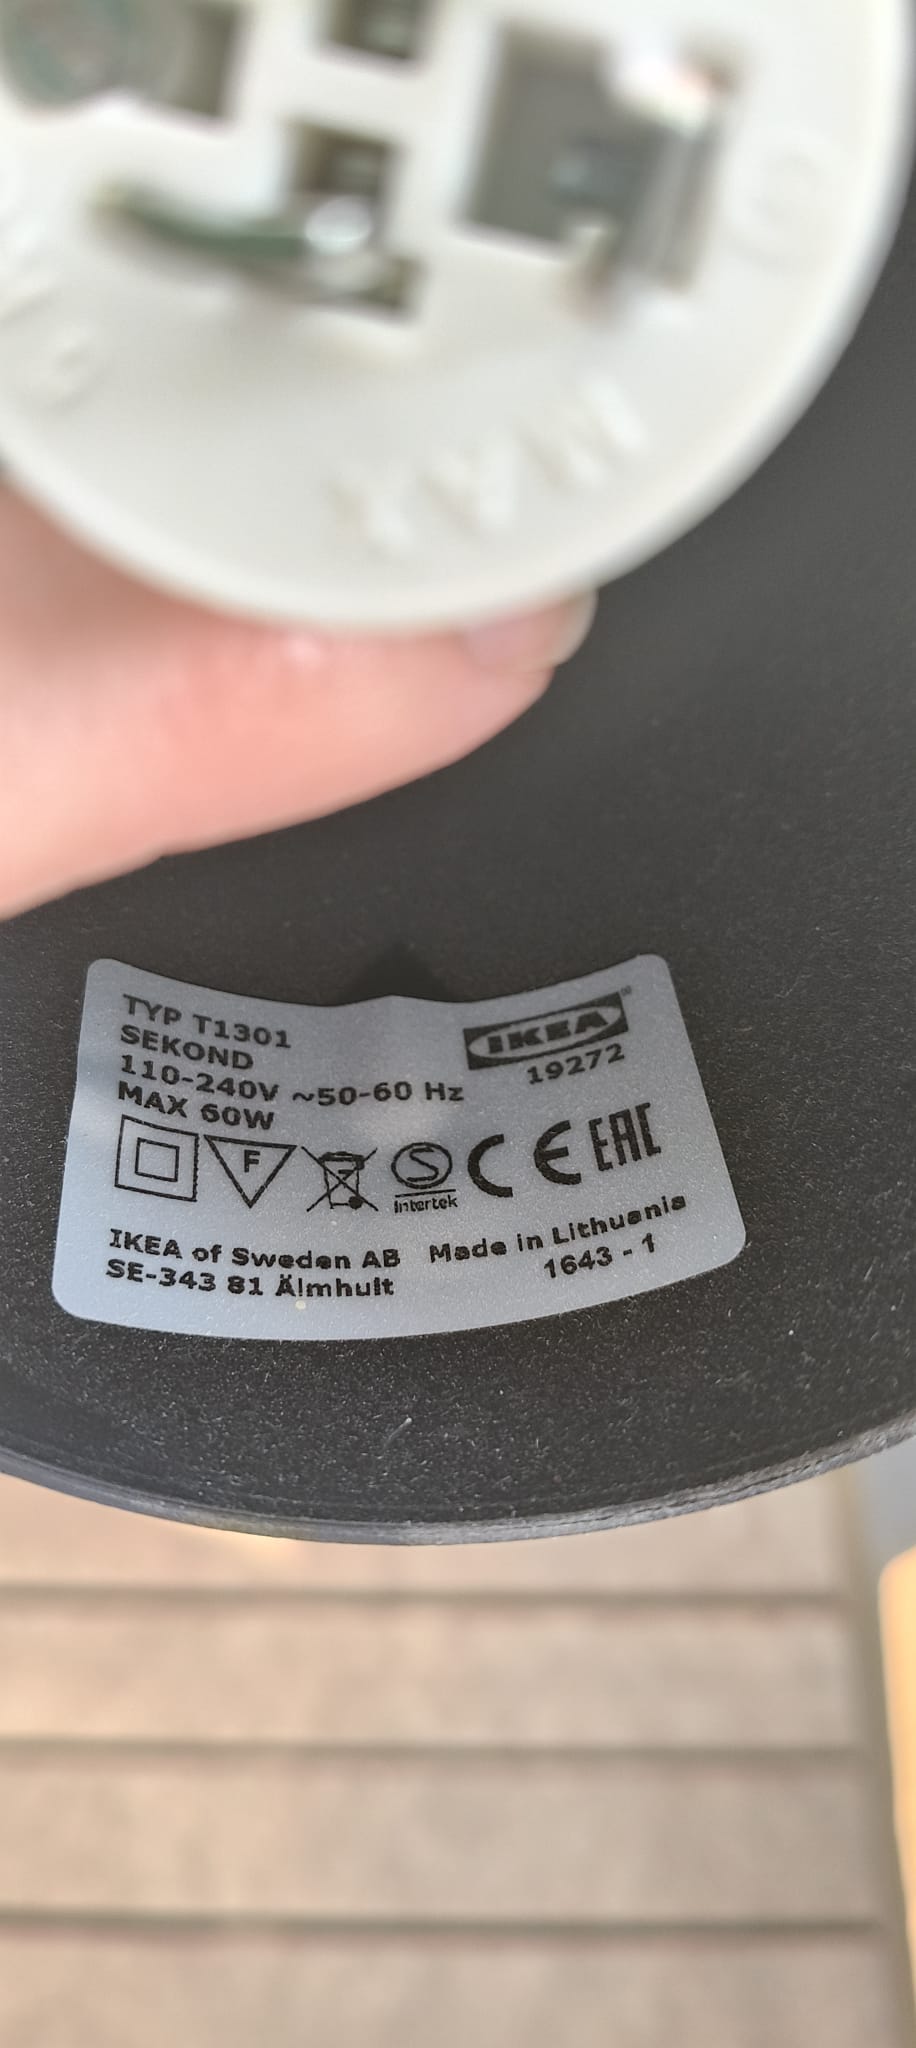 MAX
TYP T1301
SEKOND
110-240V ~50-60 Hz
MAX 60W
IKEA®
19272
F
S
Intertek
CE
EAC
IKEA of Sweden AB
SE-343 81 Älmhult
Made in Lithuania
1643 - 1